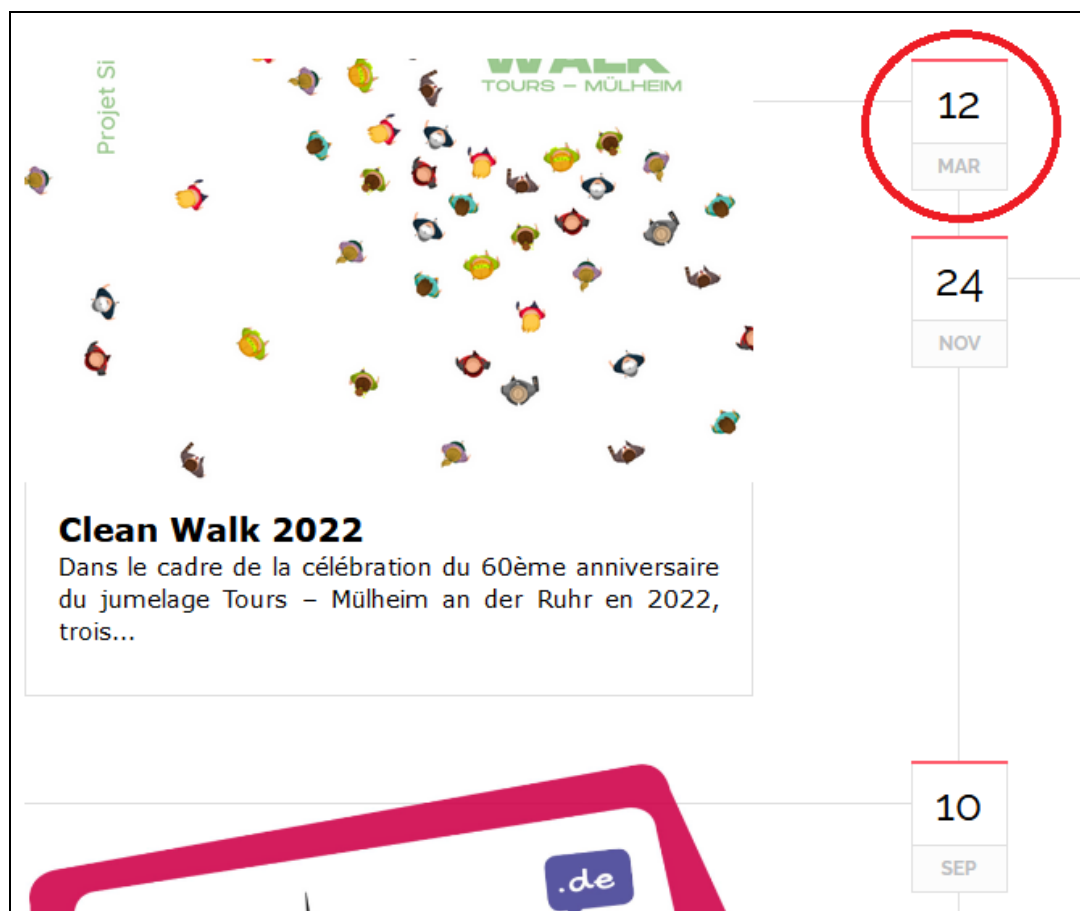 Projet Si
WALK
TOURS – MÜLHEIM
12
MAR
24
NOV
Clean Walk 2022
Dans le cadre de la célébration du 60ème anniversaire
du jumelage Tours – Mülheim an der Ruhr en 2022,
trois...
10
SEP
.de